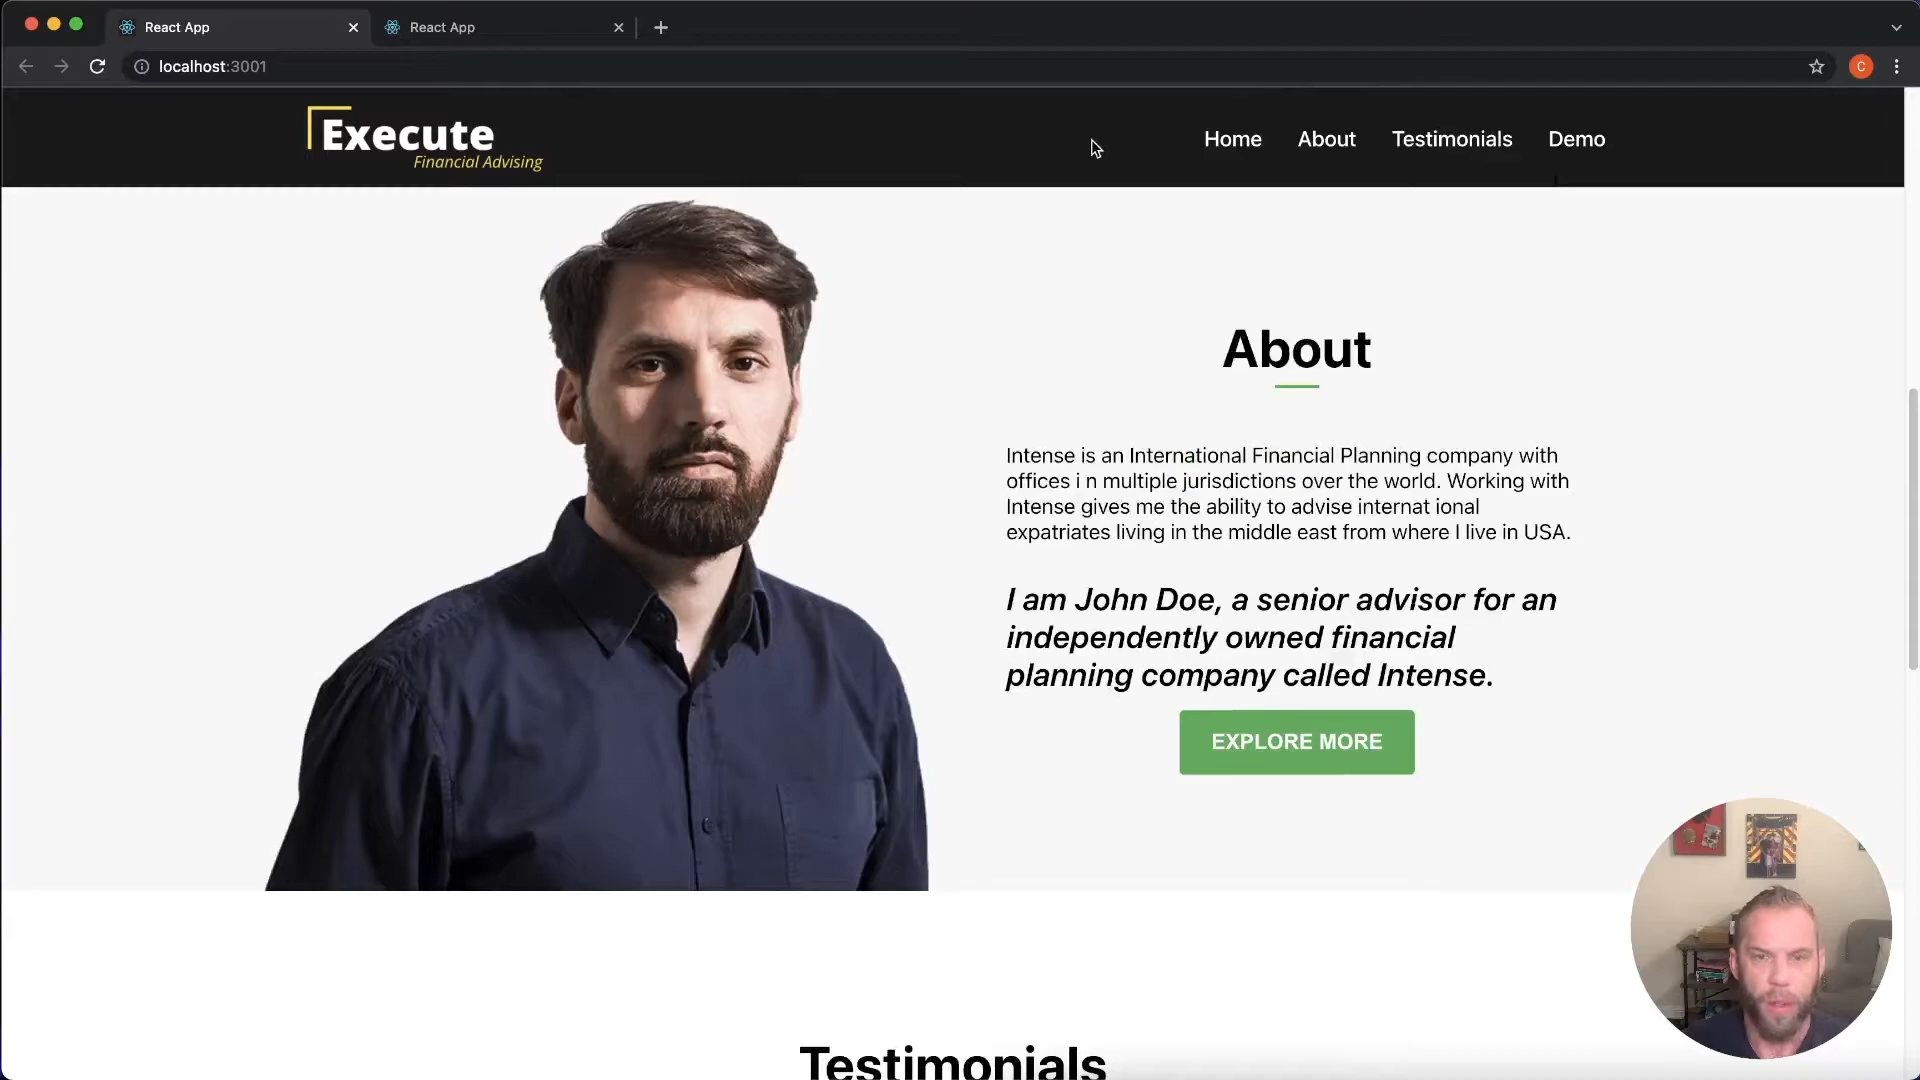 React App
React App
localhost:3001
C
Execute
Financial Advising
Home About Testimonials Demo
About
Intense is an International Financial Planning company with
offices i n multiple jurisdictions over the world. Working with
Intense gives me the ability to advise internat ional
expatriates living in the middle east from where I live in USA.
I am John Doe, a senior advisor for an
independently owned financial
planning company called Intense.
EXPLORE MORE
Testimonials